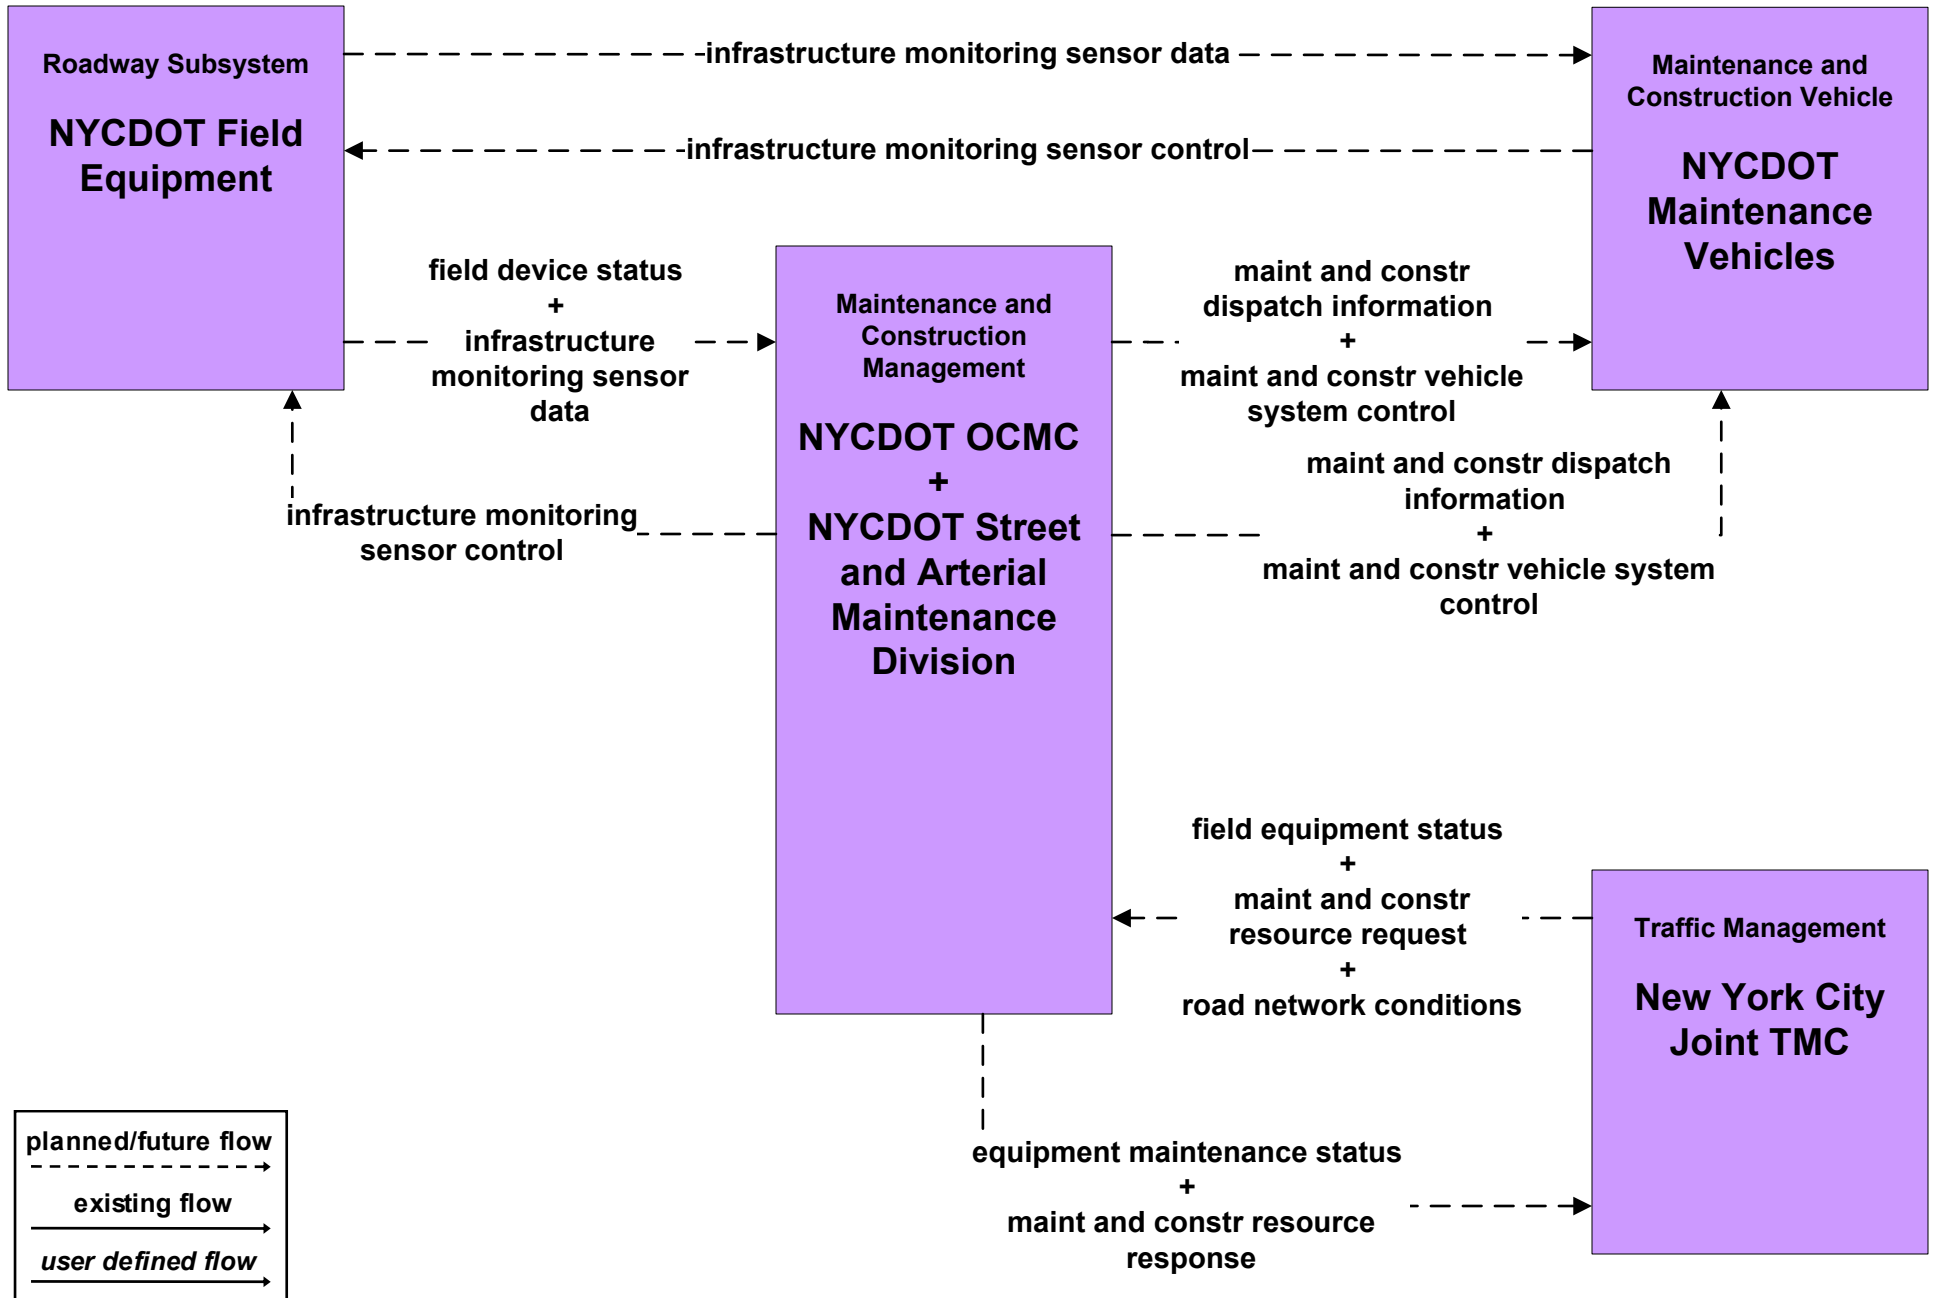 Roadway Subsystem
NYCDOT Field
Equipment
infrastructure monitoring sensor data
infrastructure monitoring sensor control
Maintenance and
Construction Vehicle
NYCDOT
Maintenance
Vehicles
field device status
+
infrastructure
monitoring sensor
data
Maintenance and
Construction
Management
NYCDOT OCMC
+
NYCDOT Street
and Arterial
Maintenance
Division
maint and constr
dispatch information
+
maint and constr vehicle
system control
maint and constr dispatch
information
+
maint and constr vehicle system
control
infrastructure monitoring
sensor control
field equipment status
+
maint and constr
resource request
+
road network conditions
Traffic Management
New York City
Joint TMC
equipment maintenance status
+
maint and constr resource
response
planned/future flow
existing flow
user defined flow